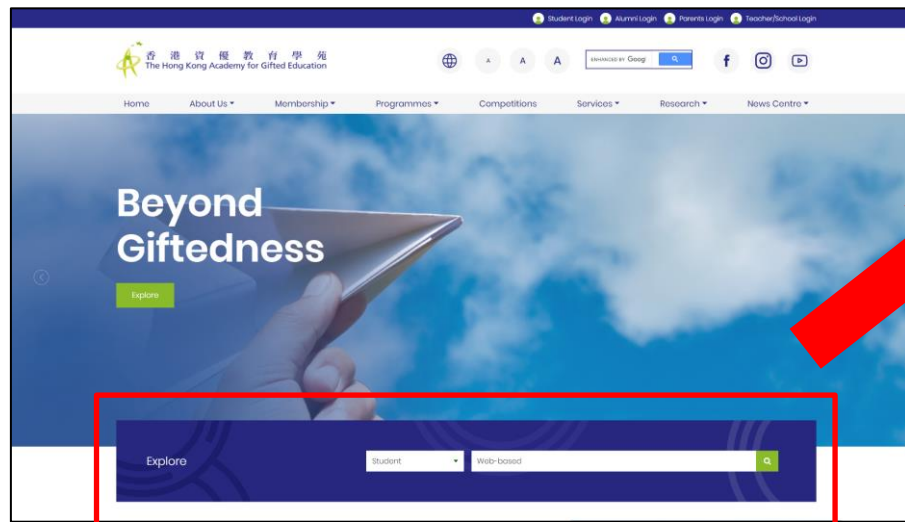 Student Login Alumni Login Parents Login Teacher/School Login
香港資優教育學苑
The Hong Kong Academy for Gifted Education
A A A ENHANCED BY Googl
Home About Us Membership Programmes Competitions Services Research News Centre
Beyond
Giftedness
Explore
Explore Student Web-based